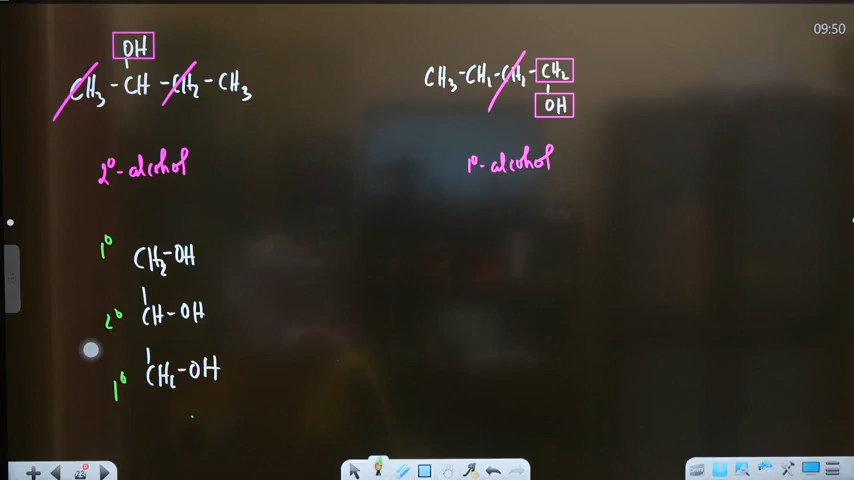 09:50
OH
CH₃-CH-CH₂-CH₃
CH₃-CH₂-CH₂-CH₂
OH
2°-alcohol
1°-alcohol
1° CH₂-OH
2° CH-OH
1° CH₂-OH
22